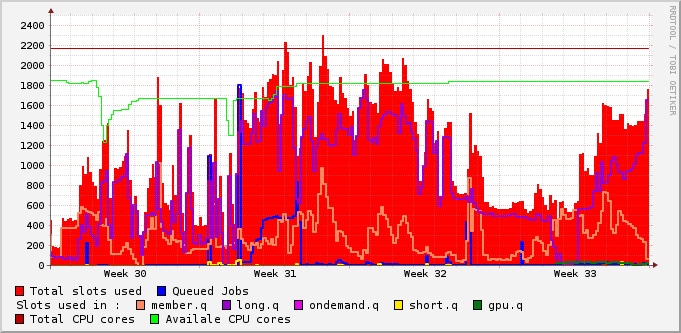 RRDTOOL / TOBI OETIKER
2400
2200
2000
1800
1600
1400
1200
1000
800
600
400
200
0
Week 30 Week 31 Week 32 Week 33
Total slots used Queued Jobs
Slots used in : member.q long.q ondemand.q short.q gpu.q
Total CPU cores Availale CPU cores